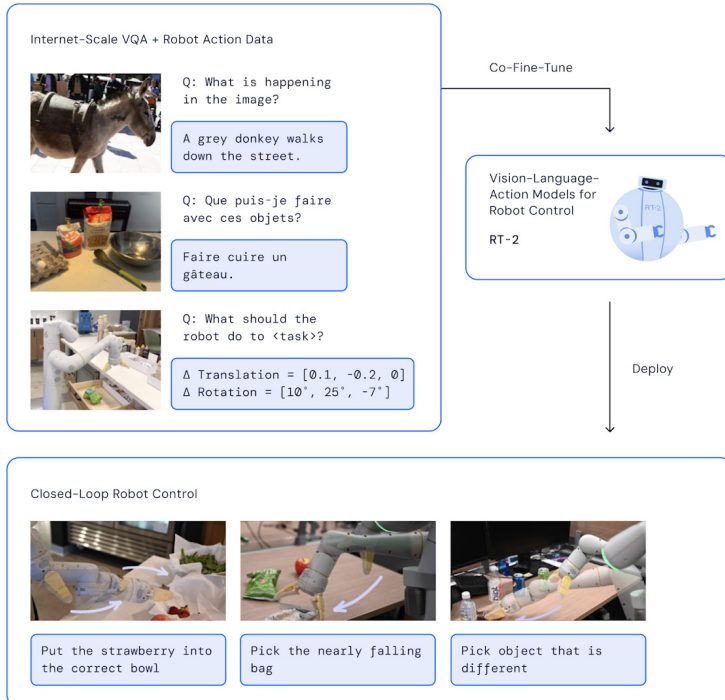 Internet-Scale VQA + Robot Action Data
Q: What is happening
in the image?
A grey donkey walks
down the street.
Q: Que puis-je faire
avec ces objets?
Faire cuire un
gâteau.
Q: What should the
robot do to <task>?
Δ Translation = [0.1, -0.2, 0]
Δ Rotation = [10°, 25°, -7°]
Co-Fine-Tune
Vision-Language-
Action Models for
Robot Control
RT-2
RT-2
Deploy
Closed-Loop Robot Control
Put the strawberry into
the correct bowl
Pick the nearly falling
bag
Pick object that is
different